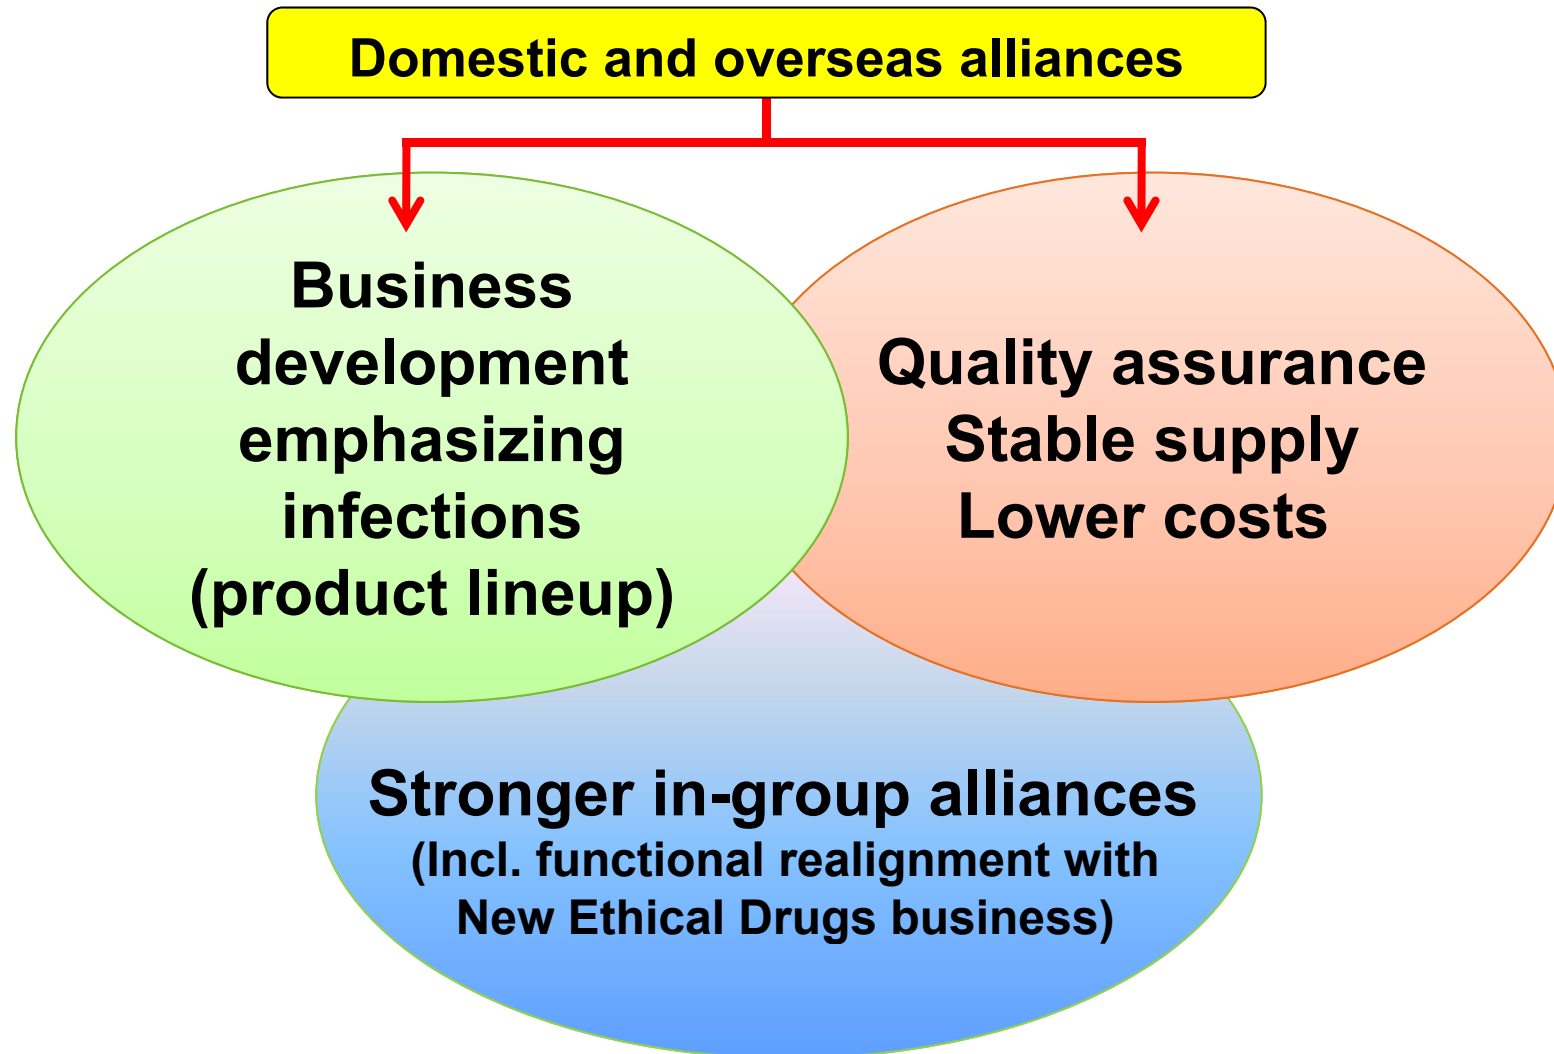 Domestic and overseas alliances
Business
development
emphasizing
infections
(product lineup)
Quality assurance
Stable supply
Lower costs
Stronger in-group alliances
(Incl. functional realignment with
New Ethical Drugs business)